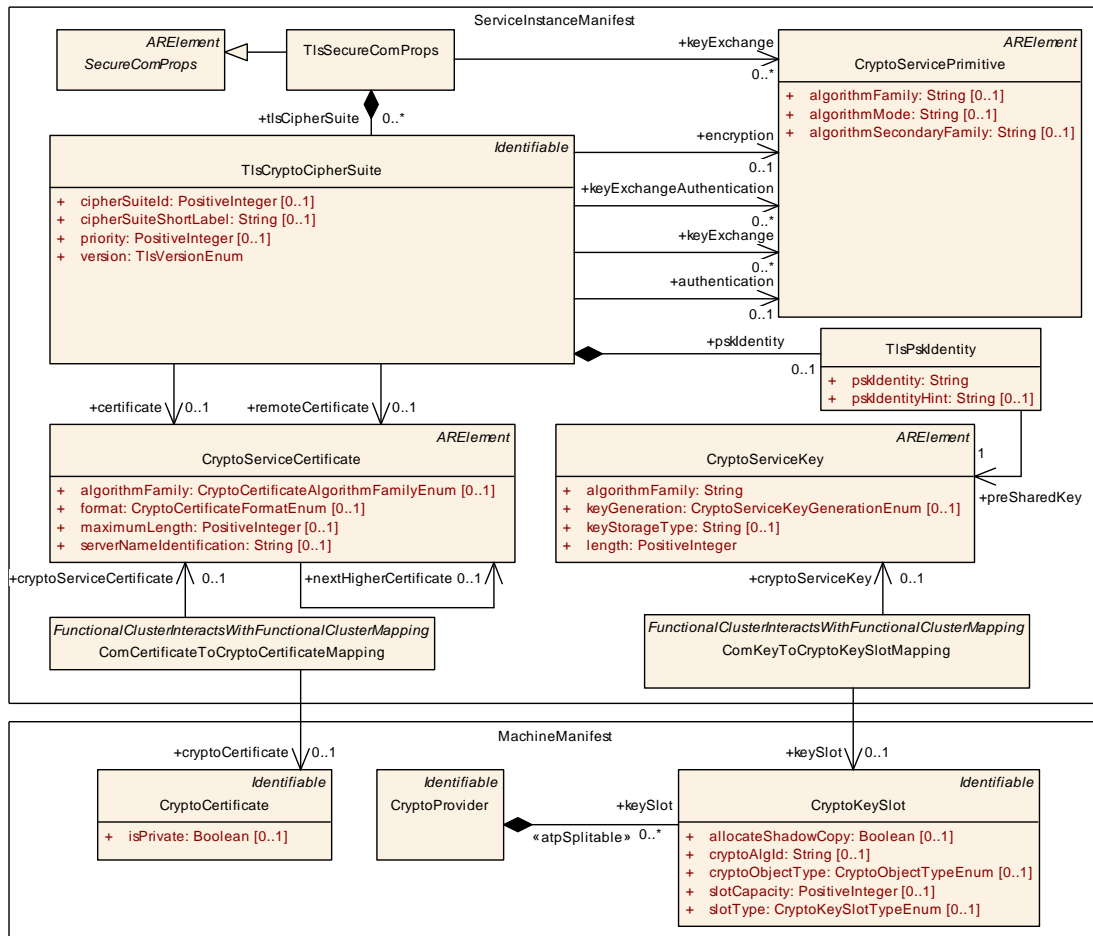 ServiceInstanceManifest
ARElement
SecureComProps
TlsSecureComProps
+keyExchange
0..*
ARElement
CryptoServicePrimitive
+ algorithmFamily: String [0..1]
+ algorithmMode: String [0..1]
+ algorithmSecondaryFamily: String [0..1]
+tlsCipherSuite
0..*
Identifiable
TlsCryptoCipherSuite
+ cipherSuiteId: PositiveInteger [0..1]
+ cipherSuiteShortLabel: String [0..1]
+ priority: PositiveInteger [0..1]
+ version: TlsVersionEnum
+encryption
0..1
+keyExchangeAuthentication
0..*
+keyExchange
0..*
+authentication
0..1
+pskIdentity
0..1
TlsPskIdentity
+ pskIdentity: String
+ pskIdentityHint: String [0..1]
+certificate
0..1
+remoteCertificate
0..1
ARElement
CryptoServiceCertificate
+ algorithmFamily: CryptoCertificateAlgorithmFamilyEnum [0..1]
+ format: CryptoCertificateFormatEnum [0..1]
+ maximumLength: PositiveInteger [0..1]
+ serverNameIdentification: String [0..1]
ARElement
CryptoServiceKey
+ algorithmFamily: String
+ keyGeneration: CryptoServiceKeyGenerationEnum [0..1]
+ keyStorageType: String [0..1]
+ length: PositiveInteger
1
+preSharedKey
+cryptoServiceCertificate
0..1
+nextHigherCertificate
0..1
+cryptoServiceKey
0..1
FunctionalClusterInteractsWithFunctionalClusterMapping
ComCertificateToCryptoCertificateMapping
FunctionalClusterInteractsWithFunctionalClusterMapping
ComKeyToCryptoKeySlotMapping
MachineManifest
+cryptoCertificate
0..1
+keySlot
0..1
Identifiable
CryptoCertificate
+ isPrivate: Boolean [0..1]
Identifiable
CryptoProvider
+keySlot
«atpSplitable»
0..*
Identifiable
CryptoKeySlot
+ allocateShadowCopy: Boolean [0..1]
+ cryptoAlgId: String [0..1]
+ cryptoObjectType: CryptoObjectTypeEnum [0..1]
+ slotCapacity: PositiveInteger [0..1]
+ slotType: CryptoKeySlotTypeEnum [0..1]